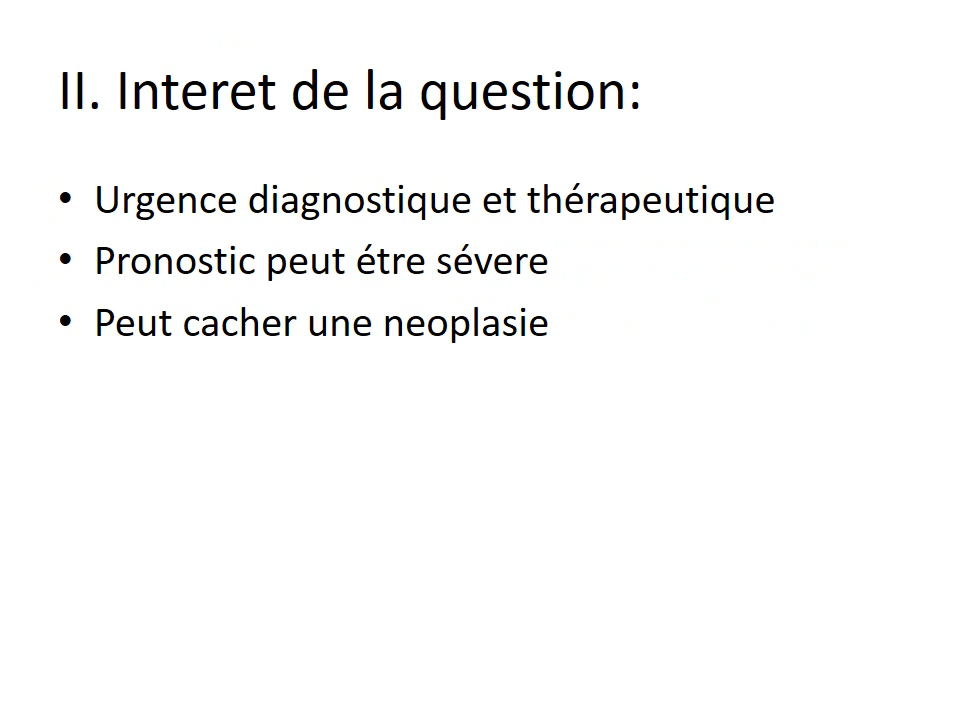 II. Interet de la question:
• Urgence diagnostique et thérapeutique
• Pronostic peut étre sévere
• Peut cacher une neoplasie